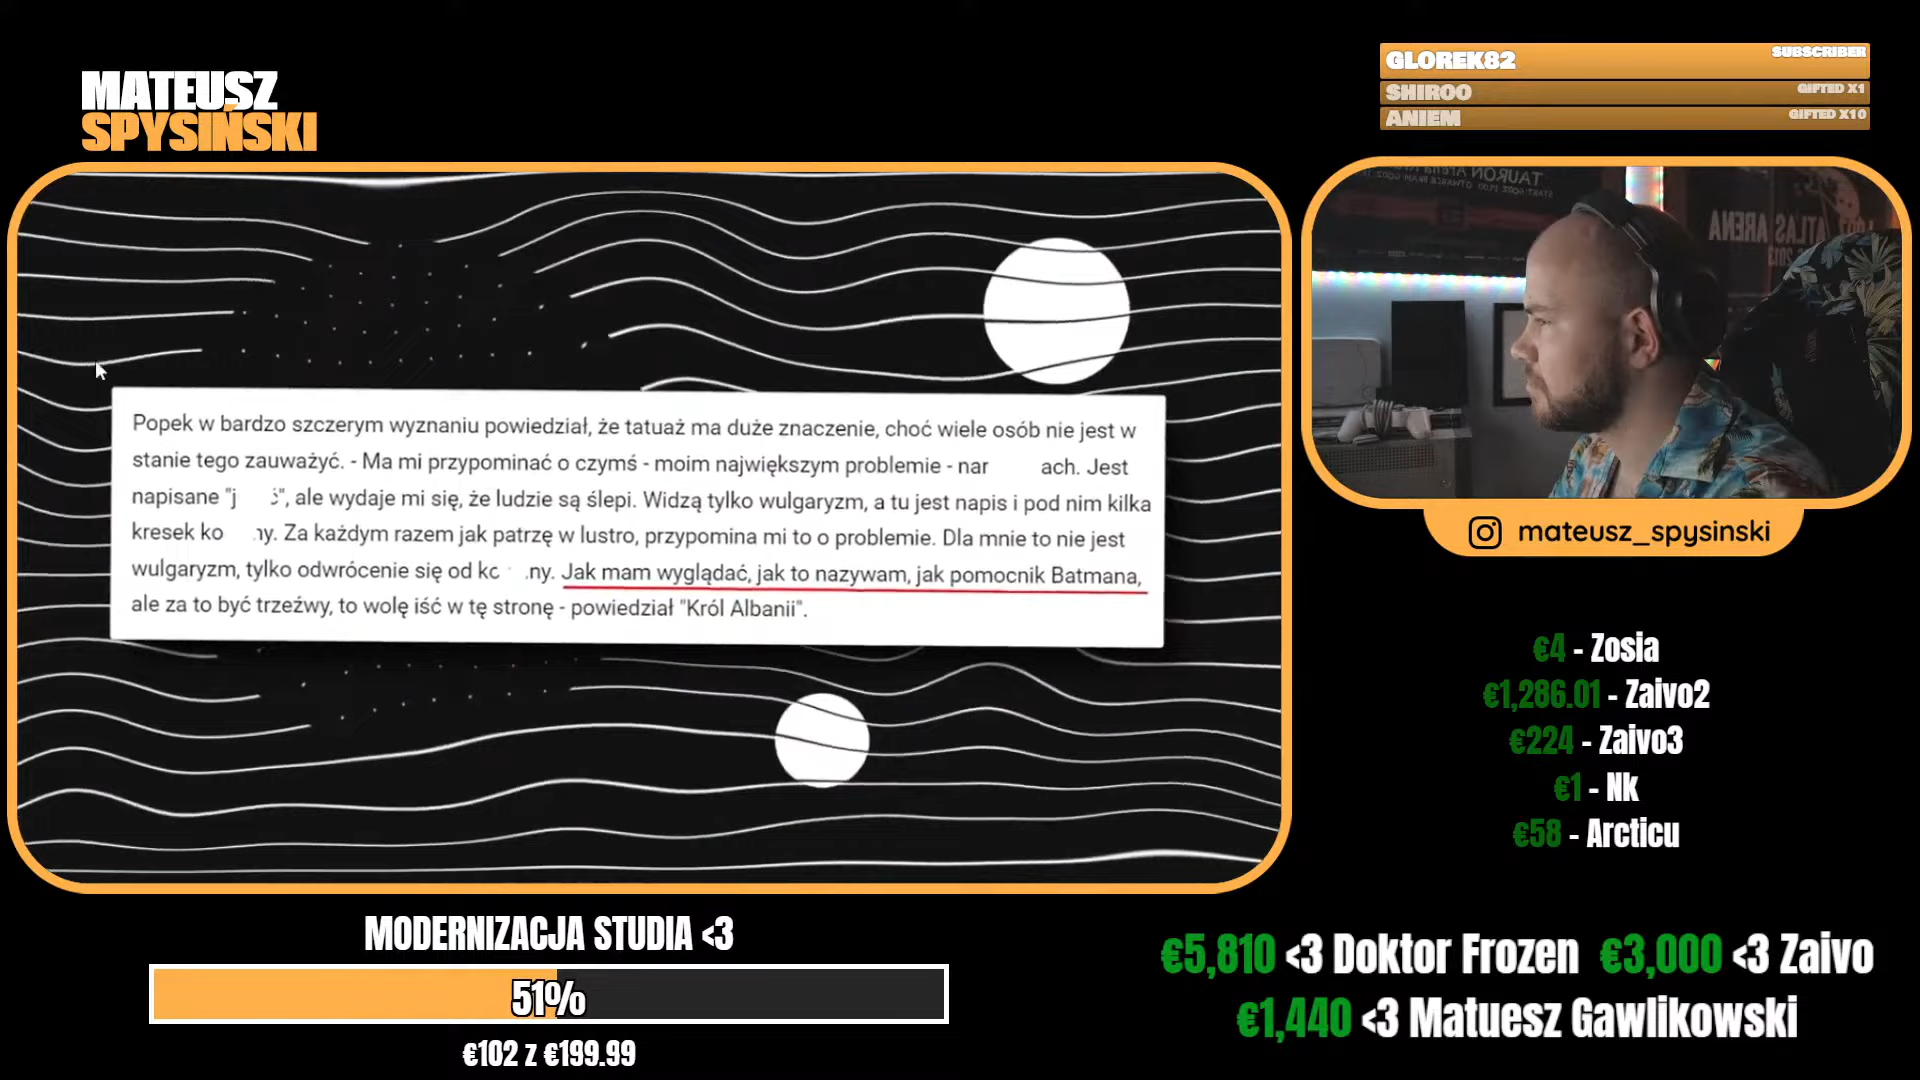 MATEUSZ
SPYSIŃSKI
GLOREK82 SUBSCRIBER
SHIROO GIFTED X1
ANIEM GIFTED X10
TAURON Arena
ATLAS ARENA
Popek w bardzo szczerym wyznaniu powiedział, że tatuaż ma duże znaczenie, choć wiele osób nie jest w
stanie tego zauważyć. - Ma mi przypominać o czymś - moim największym problemie - nar ach. Jest
napisane "j ć", ale wydaje mi się, że ludzie są ślepi. Widzą tylko wulgaryzm, a tu jest napis i pod nim kilka
kresek ko ny. Za każdym razem jak patrzę w lustro, przypomina mi to o problemie. Dla mnie to nie jest
wulgaryzm, tylko odwrócenie się od ko ny. Jak mam wyglądać, jak to nazywam, jak pomocnik Batmana,
ale za to być trzeźwy, to wolę iść w tę stronę - powiedział "Król Albanii".
mateusz_spysinski
€4 - Zosia
€1,286.01 - Zaivo2
€224 - Zaivo3
€1 - Nk
€58 - Arcticu
MODERNIZACJA STUDIA <3
51%
€102 z €199.99
€5,810 <3 Doktor Frozen €3,000 <3 Zaivo
€1,440 <3 Matuesz Gawlikowski